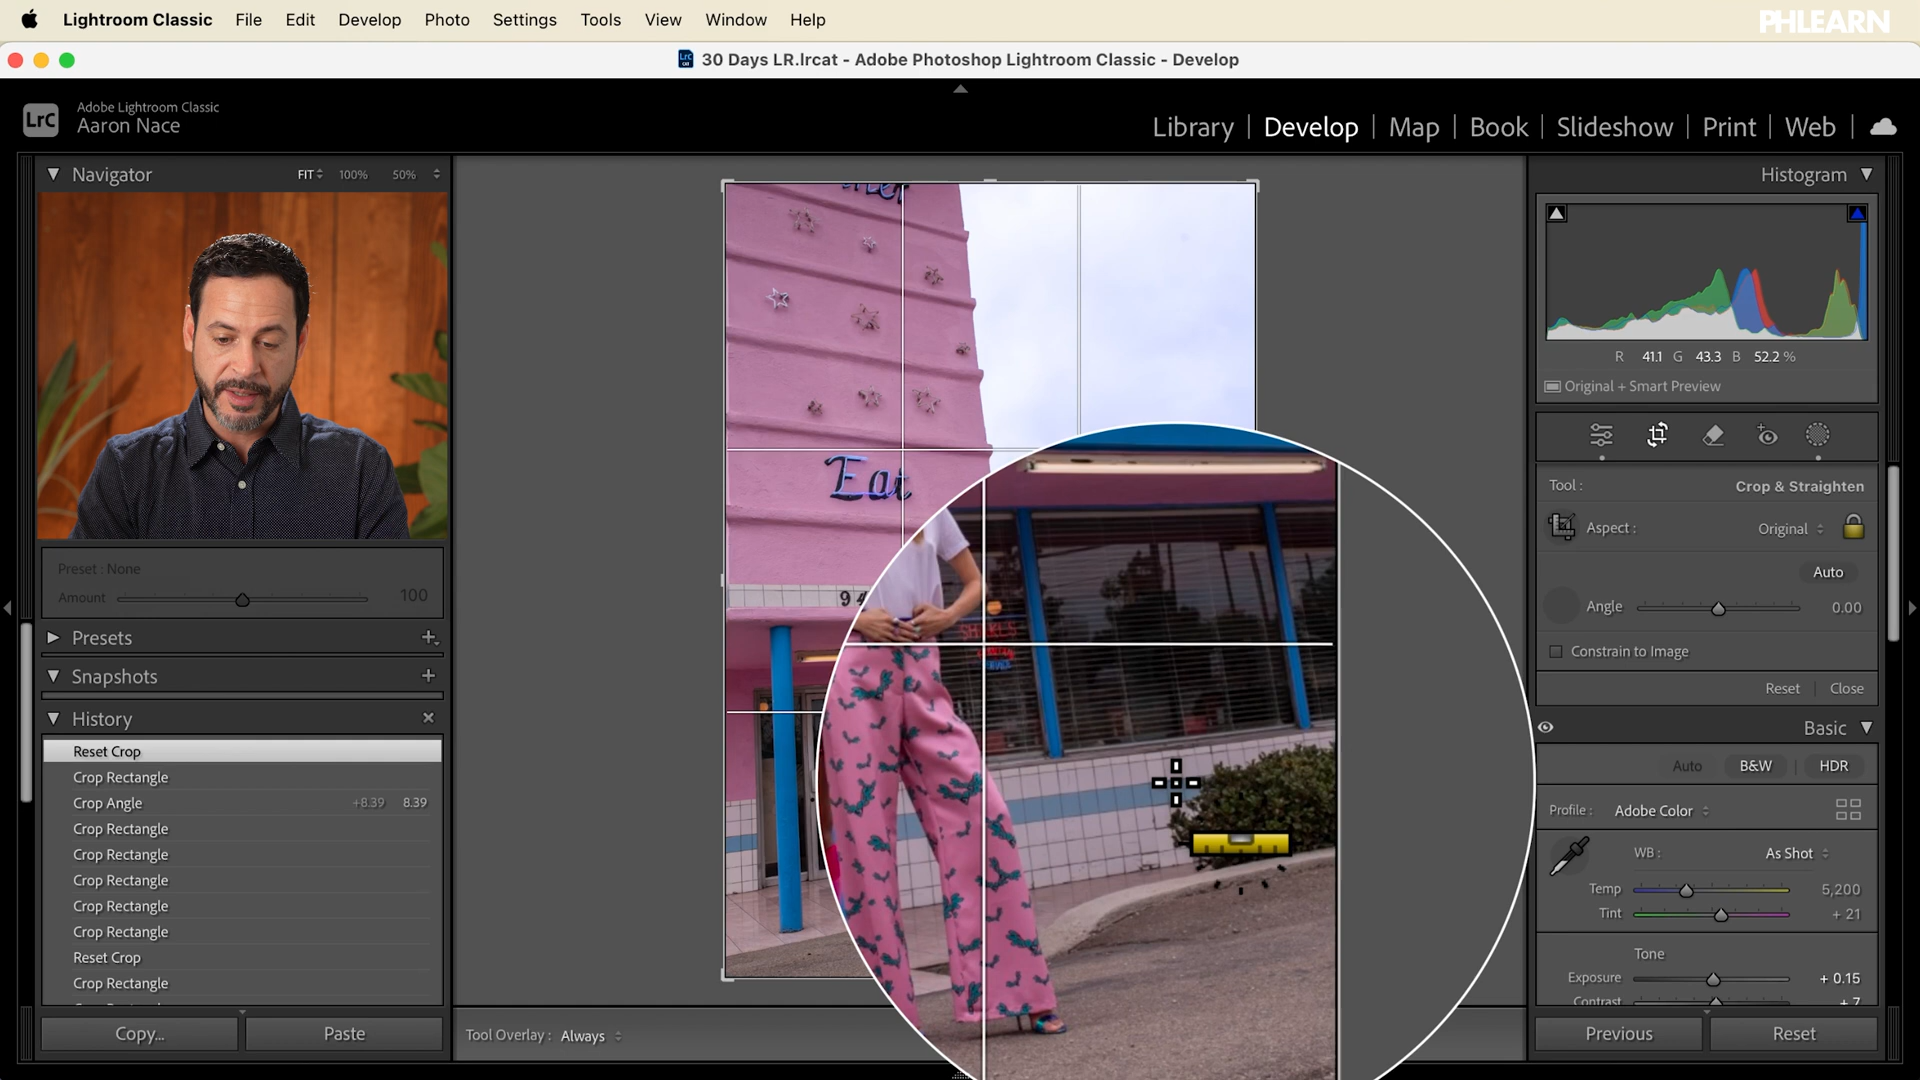 Lightroom Classic File Edit Develop Photo Settings Tools View Window Help
PHLEARN
30 Days LR.lrcat - Adobe Photoshop Lightroom Classic - Develop
LrC
Adobe Lightroom Classic
Aaron Nace
Library | Develop | Map | Book | Slideshow | Print | Web
Navigator FIT 100% 50%
Preset : None
Amount 100
Presets
Snapshots
History
Reset Crop
Crop Rectangle
Crop Angle +8.39 8.39
Crop Rectangle
Crop Rectangle
Crop Rectangle
Crop Rectangle
Crop Rectangle
Reset Crop
Crop Rectangle
Copy... Paste
Eat
94
SHAKES
Tool Overlay : Always
Histogram
R 41.1 G 43.3 B 52.2 %
Original + Smart Preview
Tool : Crop & Straighten
Aspect : Original
Auto
Angle 0.00
Constrain to Image
Reset Close
Basic
Auto B&W HDR
Profile : Adobe Color
WB : As Shot
Temp 5,200
Tint + 21
Tone
Exposure + 0.15
Contrast + 7
Previous Reset